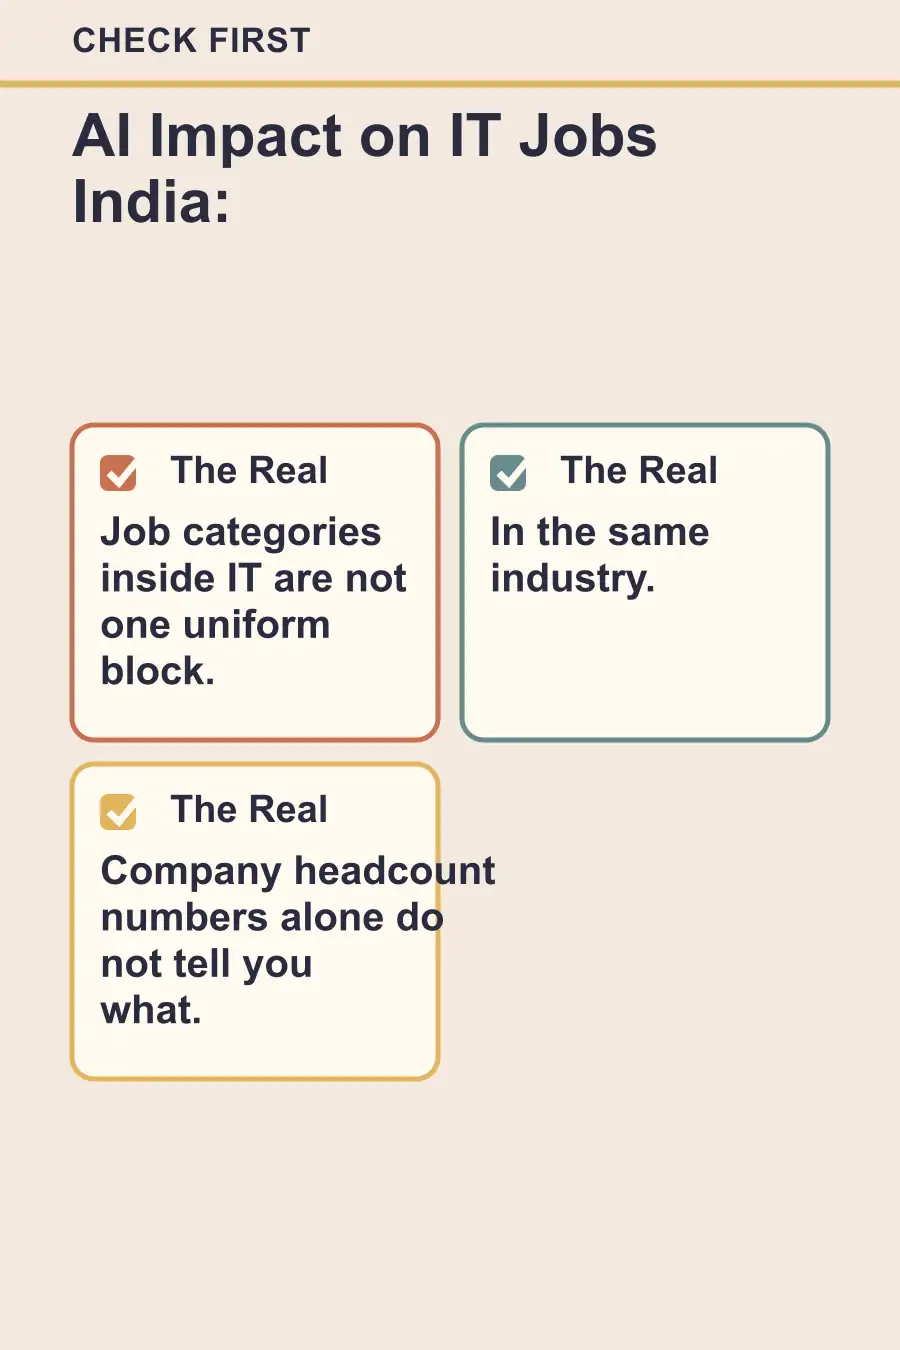 CHECK FIRST
AI Impact on IT Jobs
India:
The Real
Job categories
inside IT are not
one uniform
block.
The Real
In the same
industry.
The Real
Company headcount
numbers alone do
not tell you
what.